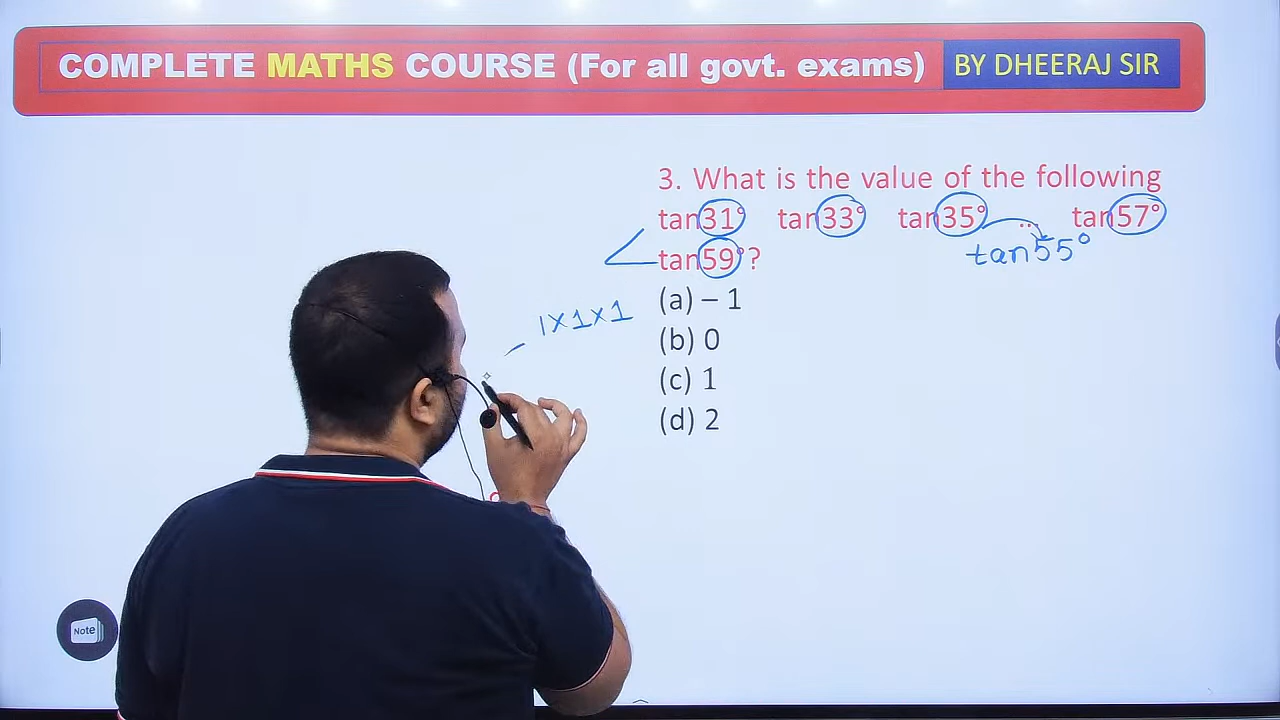 COMPLETE MATHS COURSE (For all govt. exams) BY DHEERAJ SIR
3. What is the value of the following
tan31° tan33° tan35° ... tan57°
tan55°
tan59°?
(a) – 1
1×1×1
(b) 0
(c) 1
(d) 2
Note